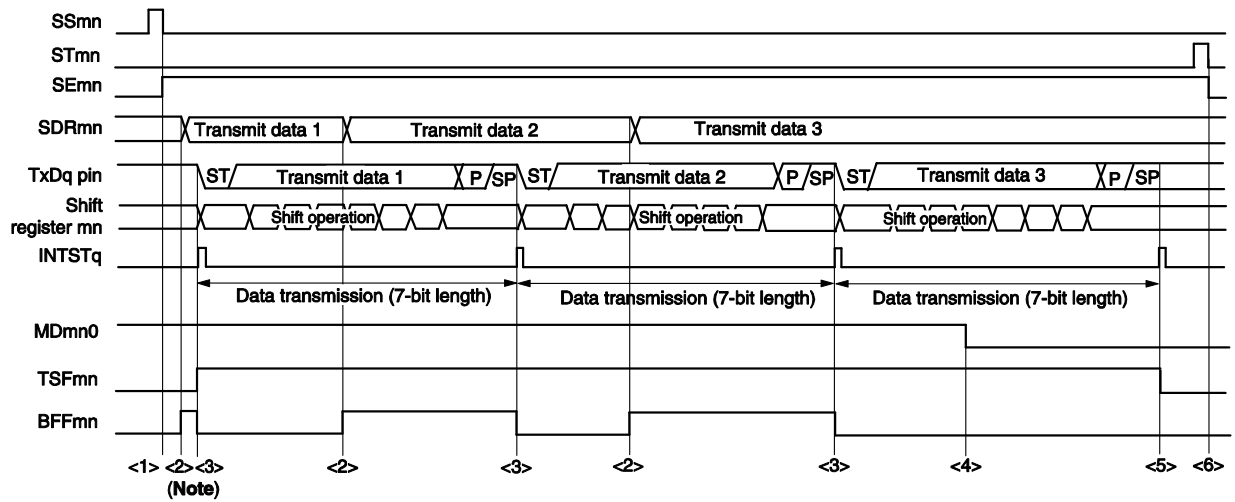 SSmn
STmn
SEmn
SDRmn Transmit data 1 Transmit data 2 Transmit data 3
TxDq pin ST Transmit data 1 P SP ST Transmit data 2 P SP ST Transmit data 3 P SP
Shift
register mn Shift operation Shift operation Shift operation
INTSTq
Data transmission (7-bit length) Data transmission (7-bit length) Data transmission (7-bit length)
MDmn0
TSFmn
BFFmn
<1> <2> <3> <2> <3> <2> <3> <4> <5> <6>
(Note)